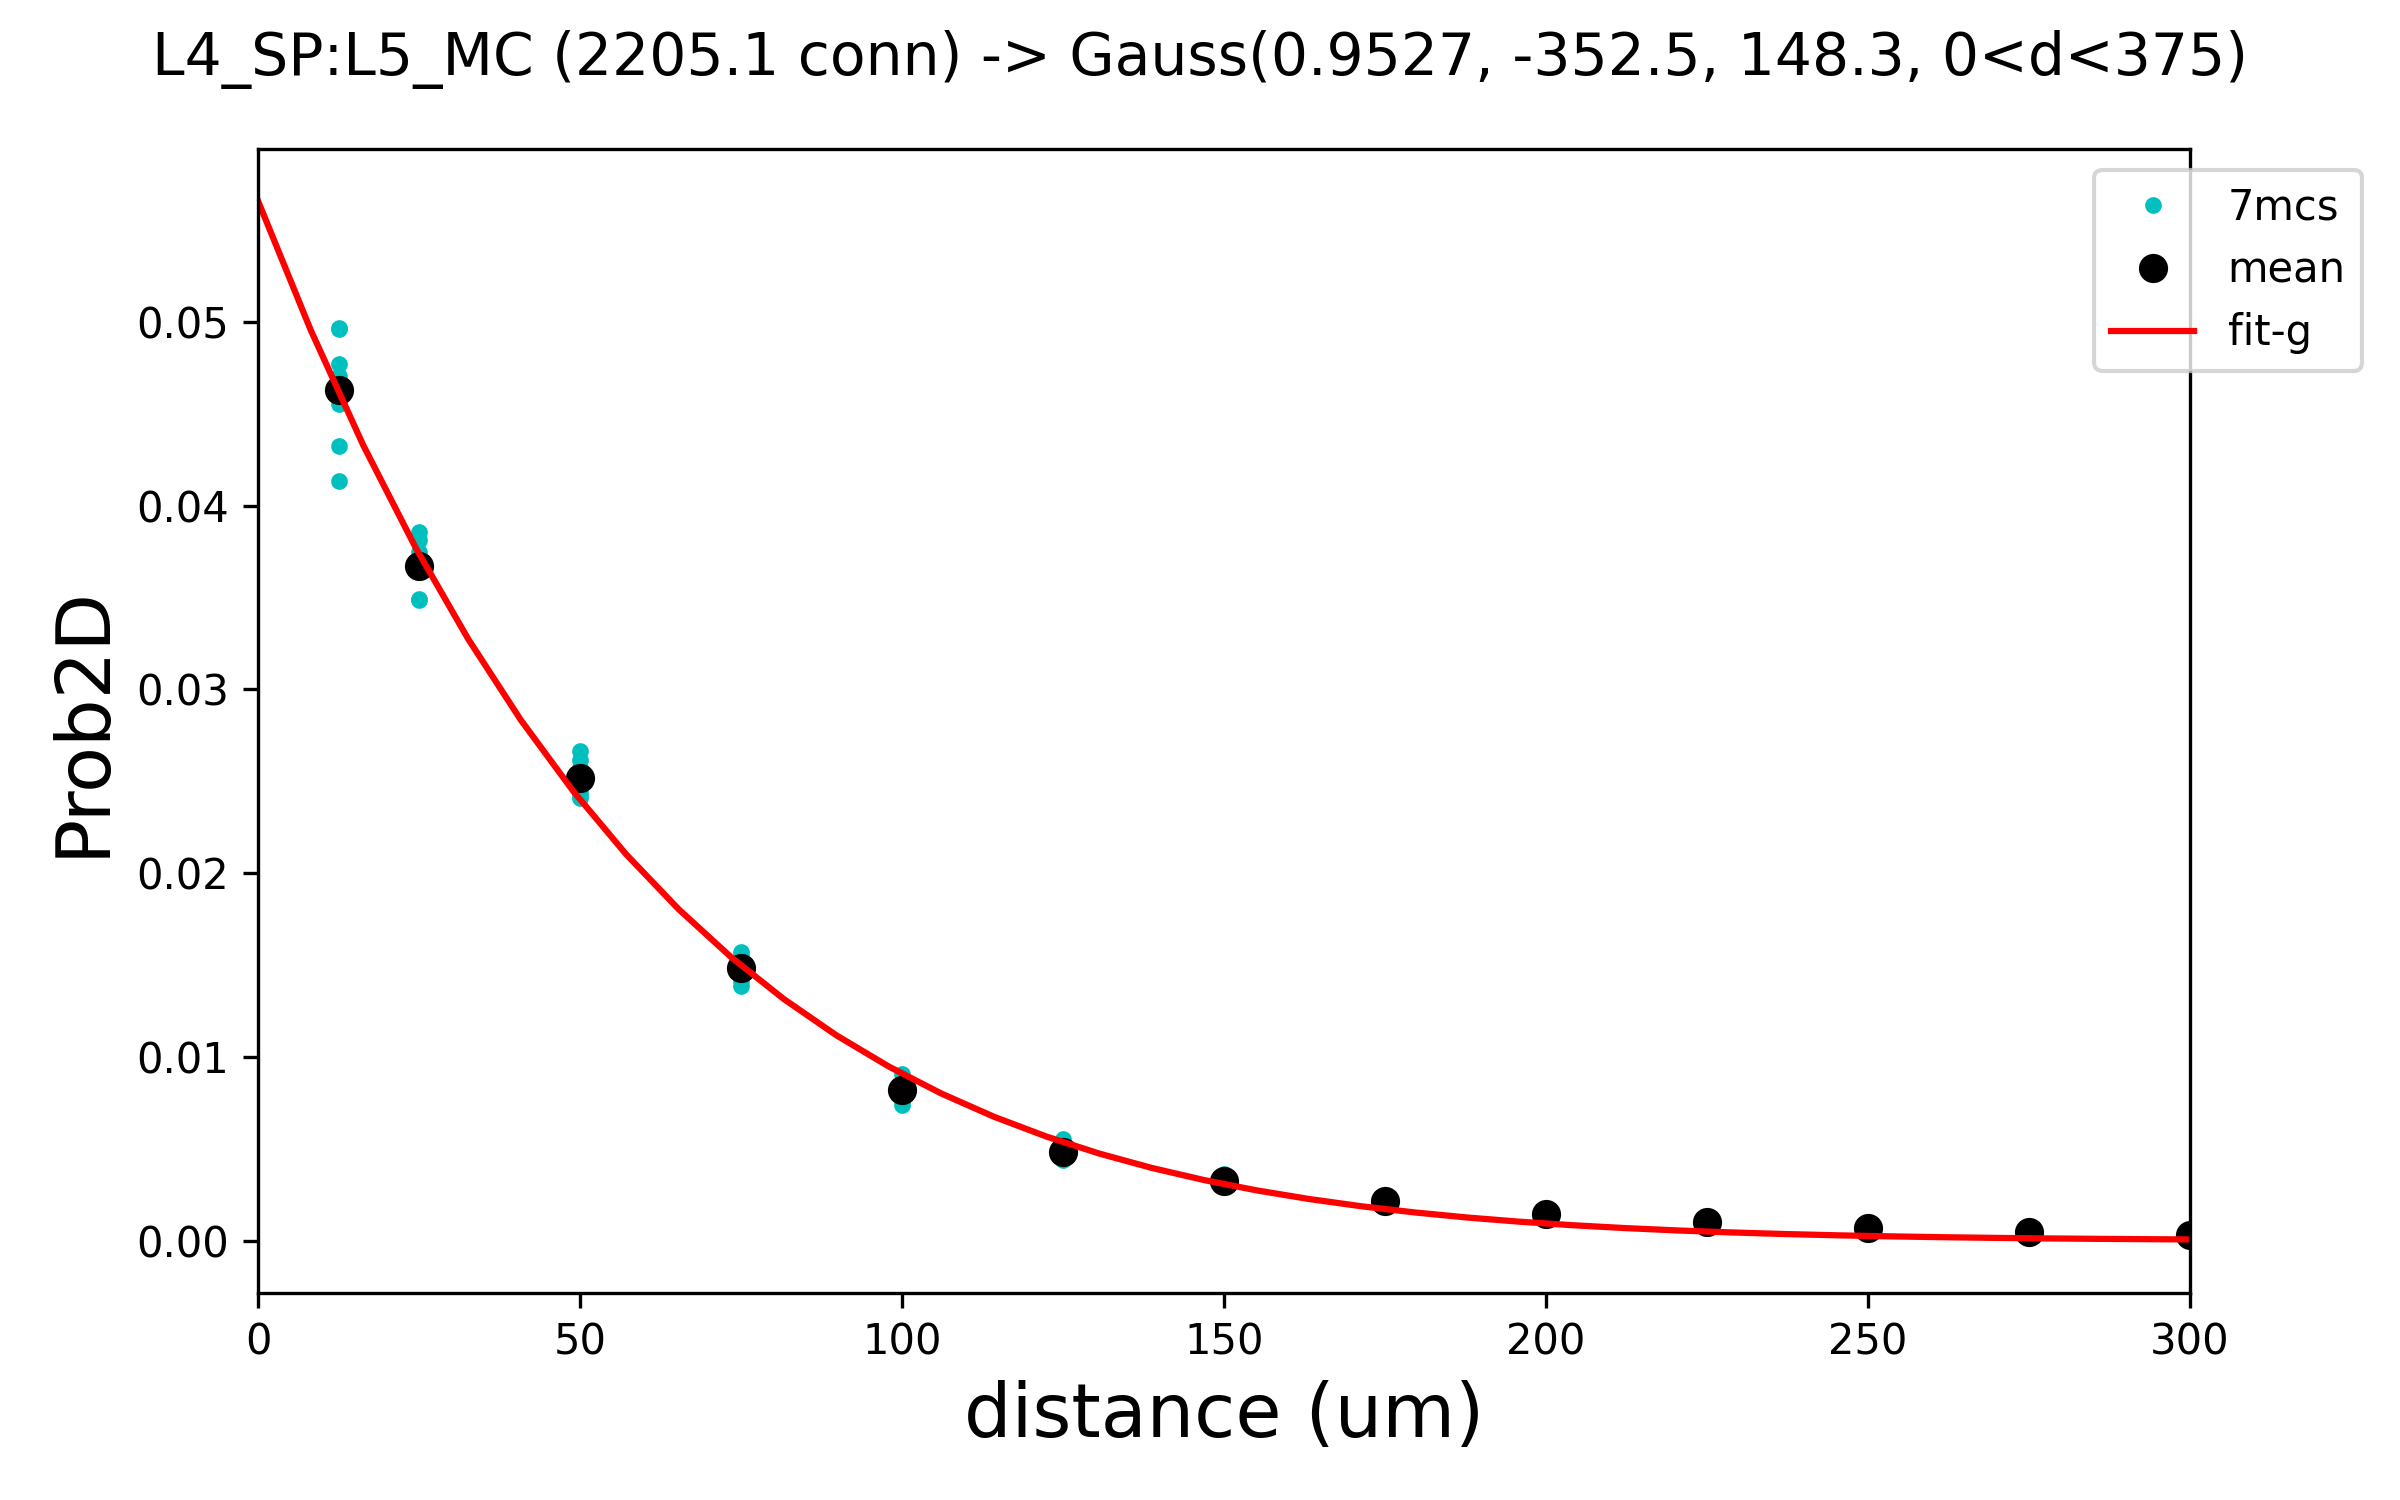 L4_SP:L5_MC (2205.1 conn) -> Gauss(0.9527, -352.5, 148.3, 0<d<375)
7mcs
mean
fit-g
Prob2D
0.05
0.04
0.03
0.02
0.01
0.00
0 50 100 150 200 250 300
distance (um)